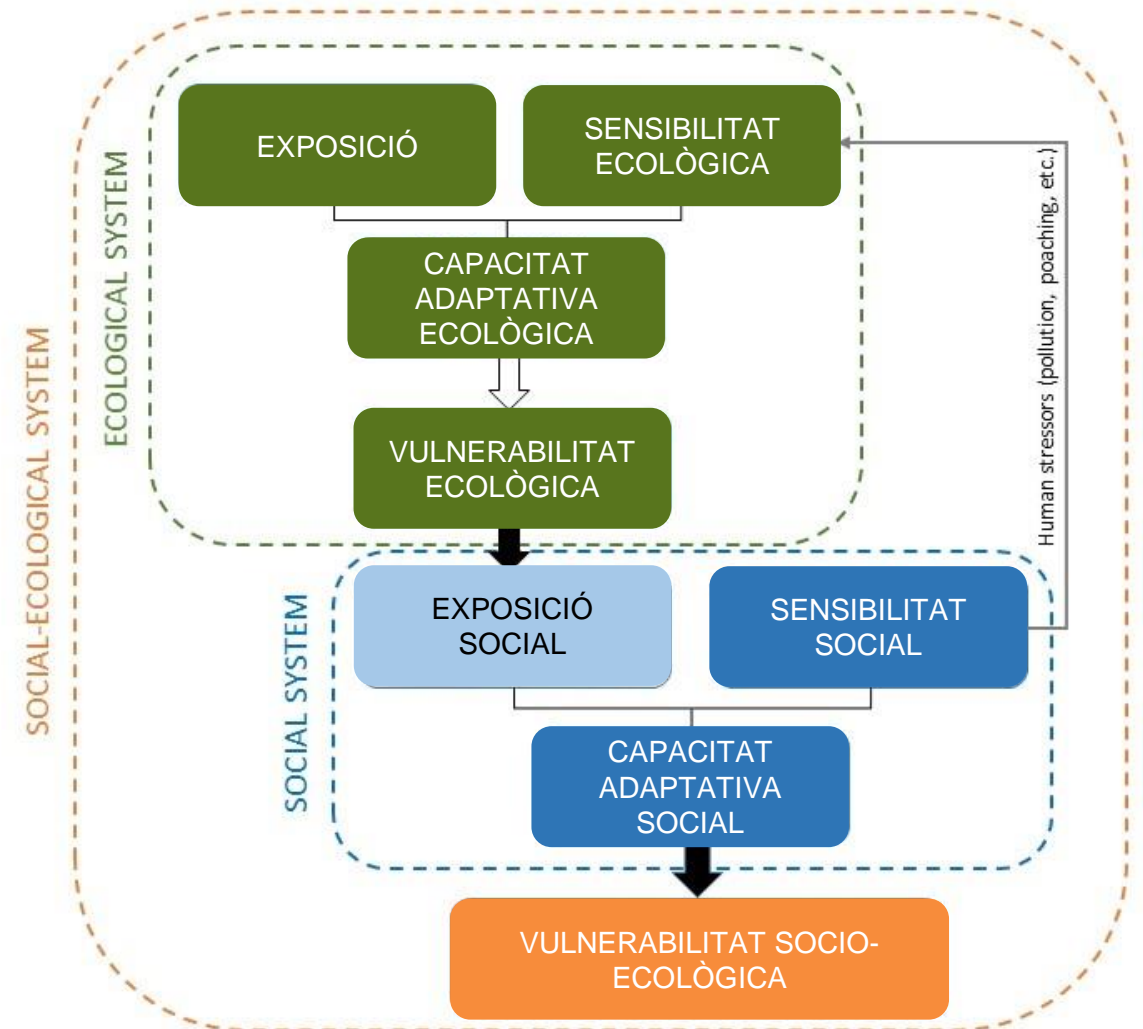 EXPOSICIÓ
SENSIBILITAT
ECOLÒGICA
CAPACITAT
ADAPTATIVA
ECOLÒGICA
VULNERABILITAT
ECOLÒGICA
ECOLOGICAL SYSTEM
SOCIAL-ECOLOGICAL SYSTEM
Human stressors (pollution, poaching, etc.)
EXPOSICIÓ
SOCIAL
SENSIBILITAT
SOCIAL
SOCIAL SYSTEM
CAPACITAT
ADAPTATIVA
SOCIAL
VULNERABILITAT SOCIO-
ECOLÒGICA